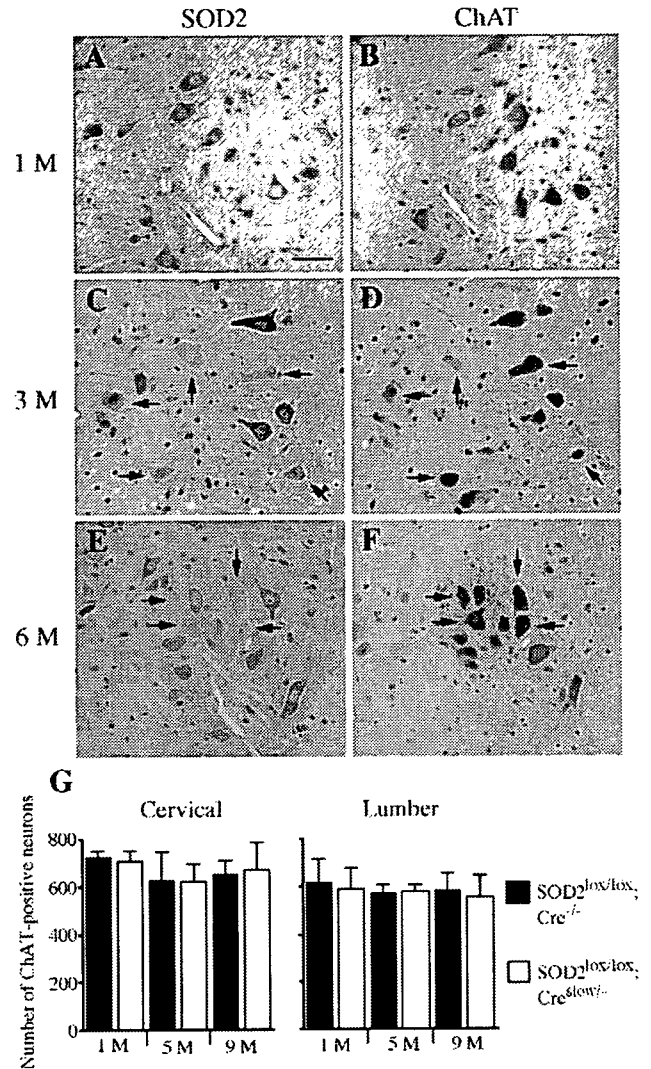 SOD2 ChAT
A B
1 M
C D
3 M
E F
6 M
G
Cervical Lumber
Number of ChAT-positive neurons
800
600
400
200
0
1 M 5 M 9 M 1 M 5 M 9 M
SOD2lox/lox;
Cre-/-
SOD2lox/lox;
Creslow/-